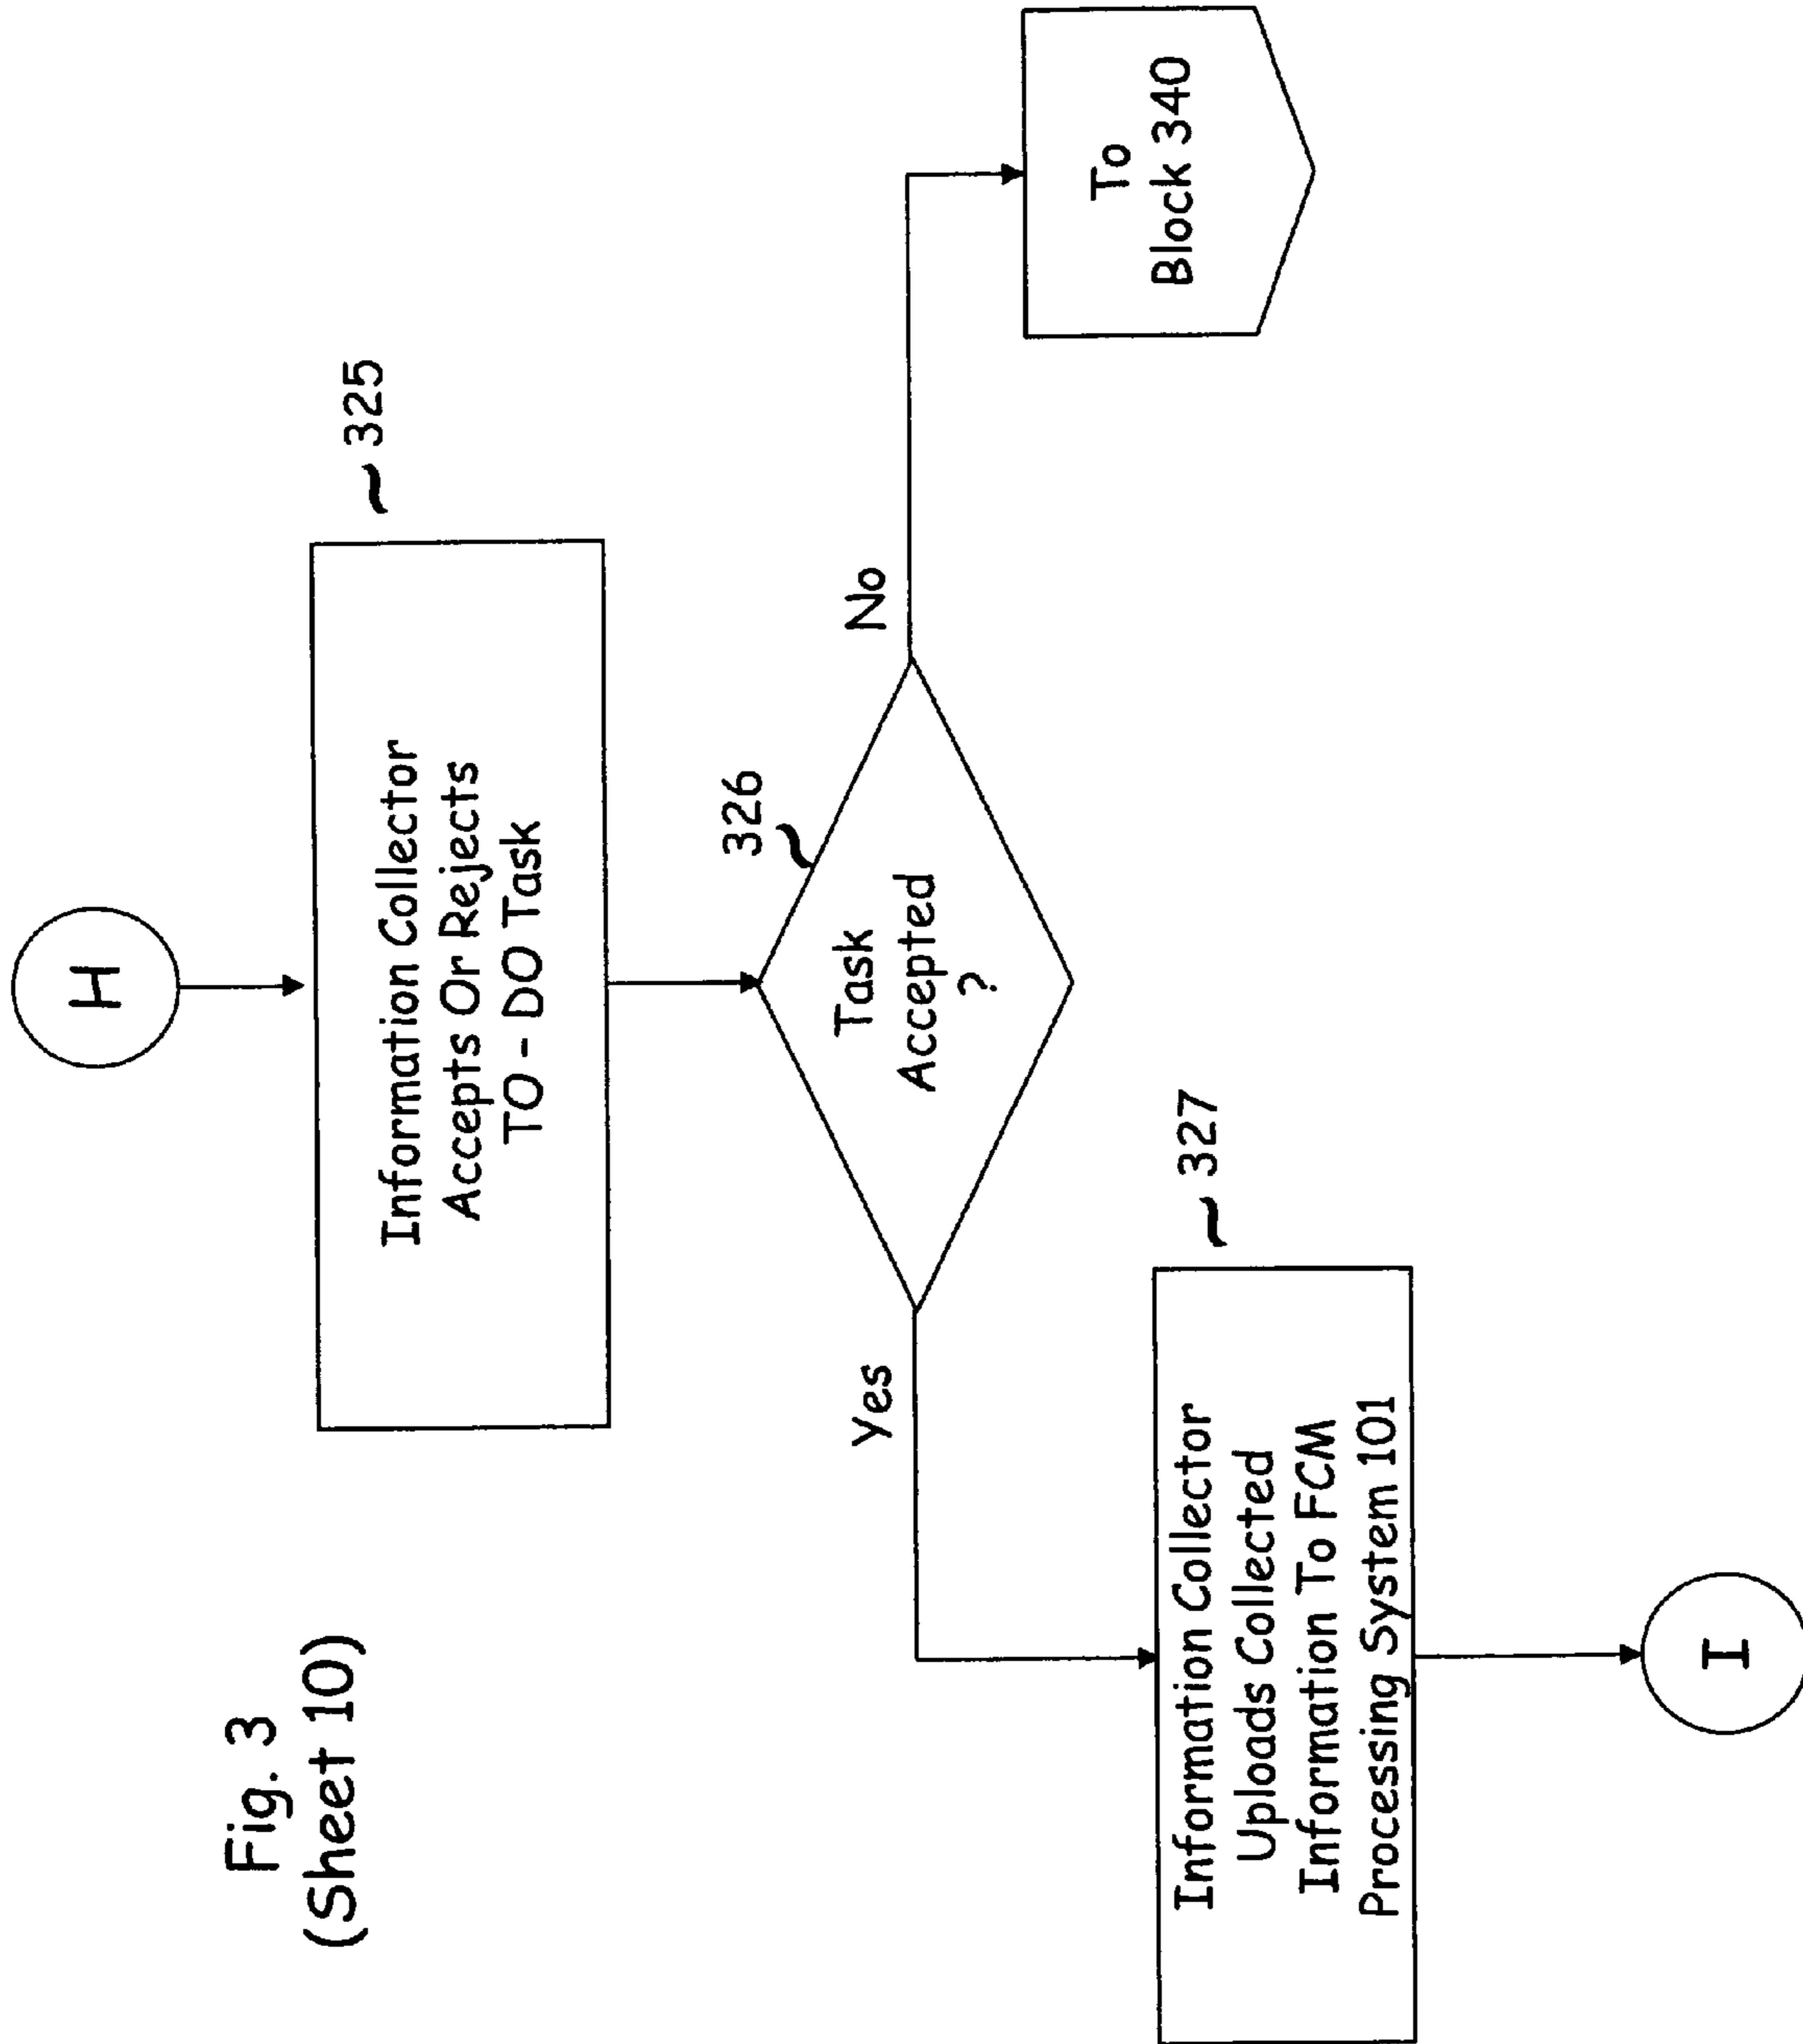 Fig. 3
(Sheet 10)
H
Information Collector
Accepts Or Rejects
TO - DO Task
325
326
Task
Accepted
?
Yes
No
To
Block 340
327
Information Collector
Uploads Collected
Information To FCM
Processing System 101
I